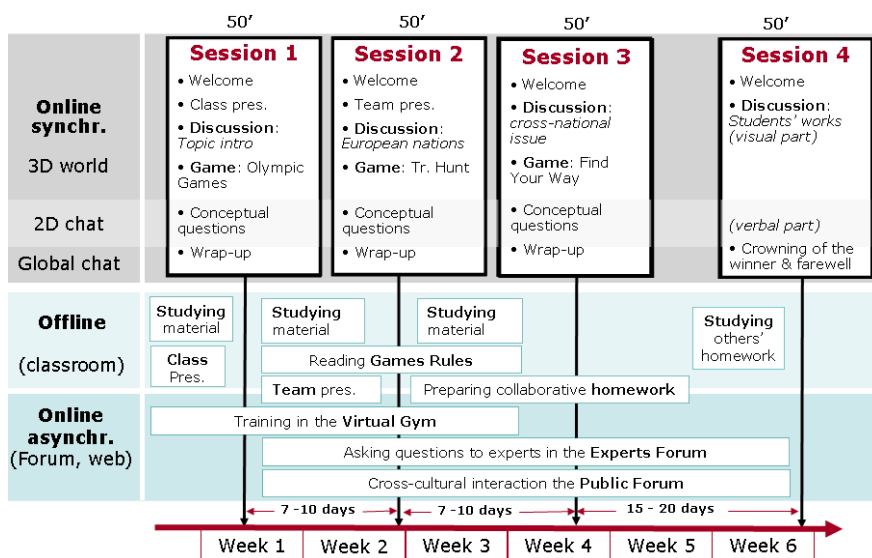 50’ 50’ 50’ 50’
Session 1
• Welcome
• Class pres.
• Discussion:
Topic intro
• Game: Olympic
Games
• Conceptual
questions
• Wrap-up
Session 2
• Welcome
• Team pres.
• Discussion:
European nations
• Game: Tr. Hunt
• Conceptual
questions
• Wrap-up
Session 3
• Welcome
• Discussion:
cross-national
issue
• Game: Find
Your Way
• Conceptual
questions
• Wrap-up
Session 4
• Welcome
• Discussion:
Students’ works
(visual part)
(verbal part)
• Crowning of the
winner & farewell
Online
synchr.
3D world
2D chat
Global chat
Offline
(classroom)
Studying
material
Studying
material
Studying
material
Studying
others’
homework
Class
Pres.
Reading Games Rules
Team pres.
Preparing collaborative homework
Online
asynchr.
(Forum, web)
Training in the Virtual Gym
Asking questions to experts in the Experts Forum
Cross-cultural interaction the Public Forum
7 -10 days 7 -10 days 15 - 20 days
Week 1 Week 2 Week 3 Week 4 Week 5 Week 6